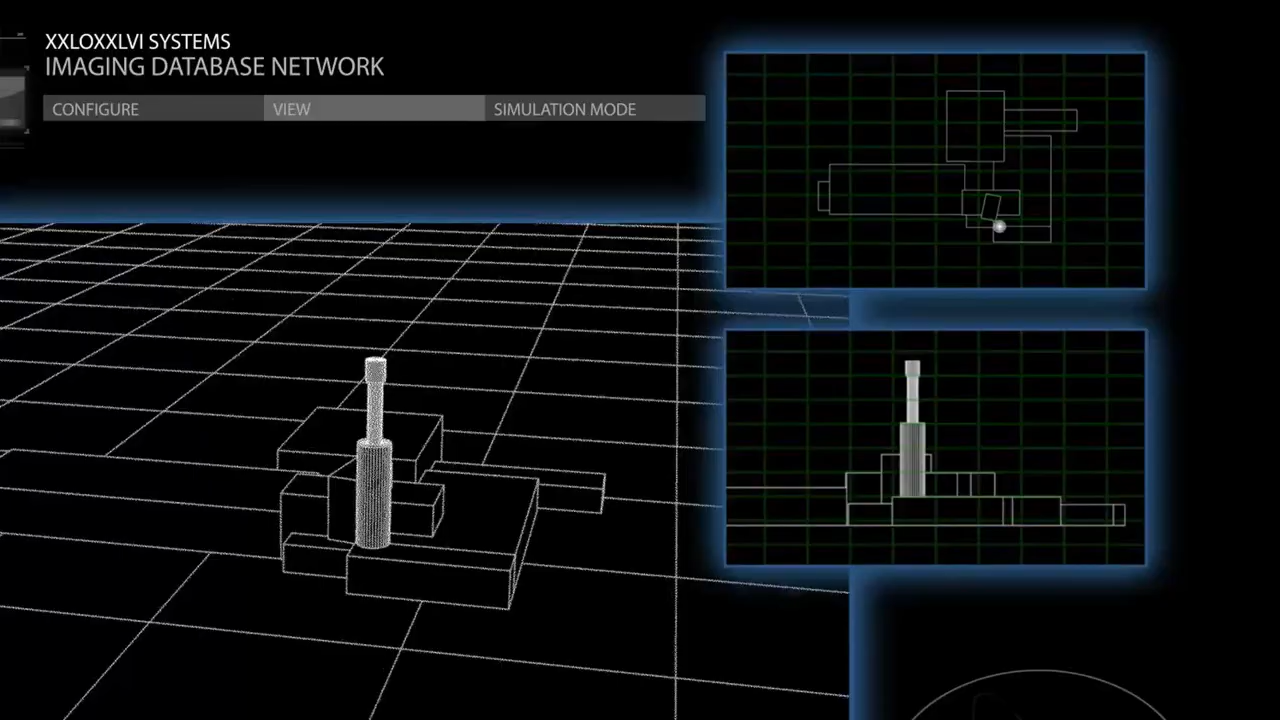 XXLOXXLVI SYSTEMS
IMAGING DATABASE NETWORK
CONFIGURE
VIEW
SIMULATION MODE